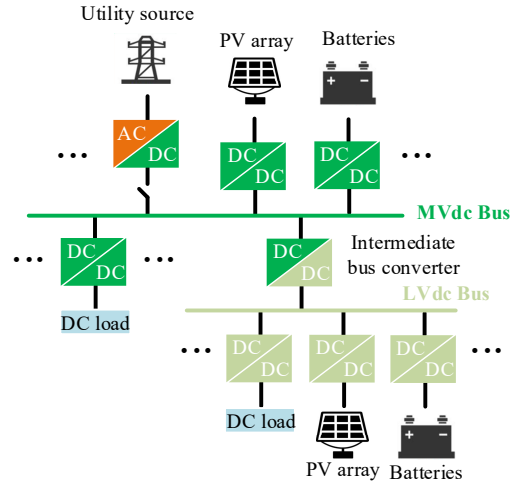 Utility source
PV array
Batteries
AC
DC
DC
DC
DC
DC
• • •
• • •
MVdc Bus
DC
DC
DC
DC
Intermediate
bus converter
• • •
• • •
DC load
LVdc Bus
DC
DC
DC
DC
DC
DC
• • •
• • •
DC load
PV array
Batteries